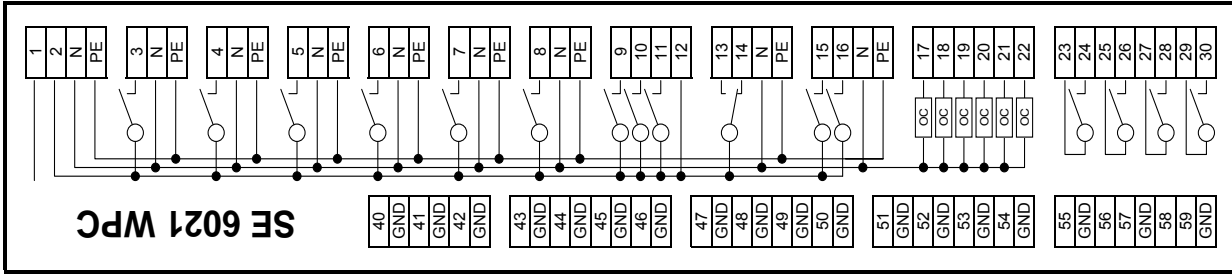 1 2 N PE 3 N PE 4 N PE 5 N PE 6 N PE 7 N PE 8 N PE 9 10 11 12 13 14 N PE 15 16 N PE 17 18 19 20 21 22 23 24 25 26 27 28 29 30
OC OC OC OC OC OC
SE 6021 WPC
40 GND 41 GND 42 GND 43 GND 44 GND 45 GND 46 GND 47 GND 48 GND 49 GND 50 GND 51 GND 52 GND 53 GND 54 GND 55 GND 56 57 GND 58 59 GND